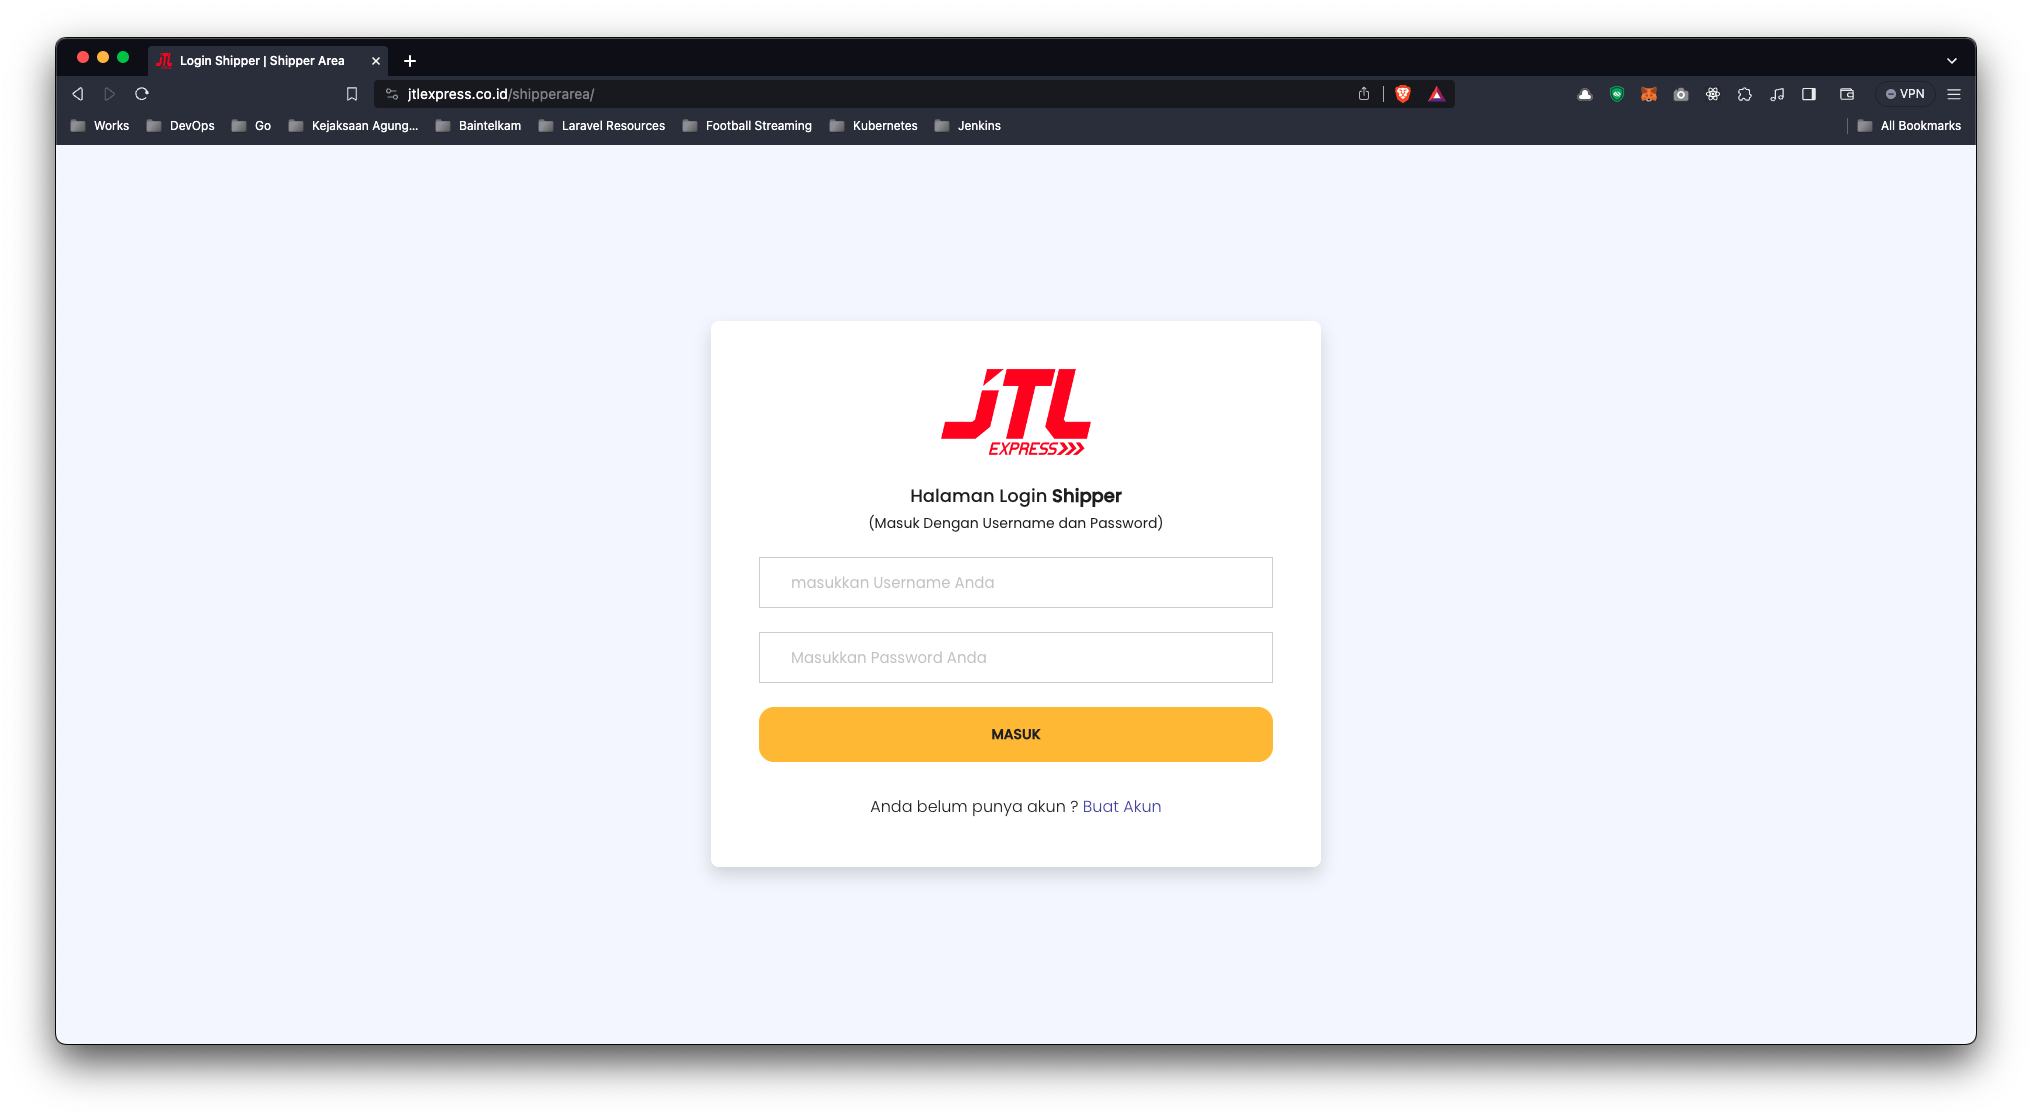 Login Shipper | Shipper Area
jtlexpress.co.id/shipperarea/
VPN
Works
DevOps
Go
Kejaksaan Agung...
Baintelkam
Laravel Resources
Football Streaming
Kubernetes
Jenkins
All Bookmarks
JTL
EXPRESS
Halaman Login Shipper
(Masuk Dengan Username dan Password)
masukkan Username Anda
Masukkan Password Anda
MASUK
Anda belum punya akun ? Buat Akun